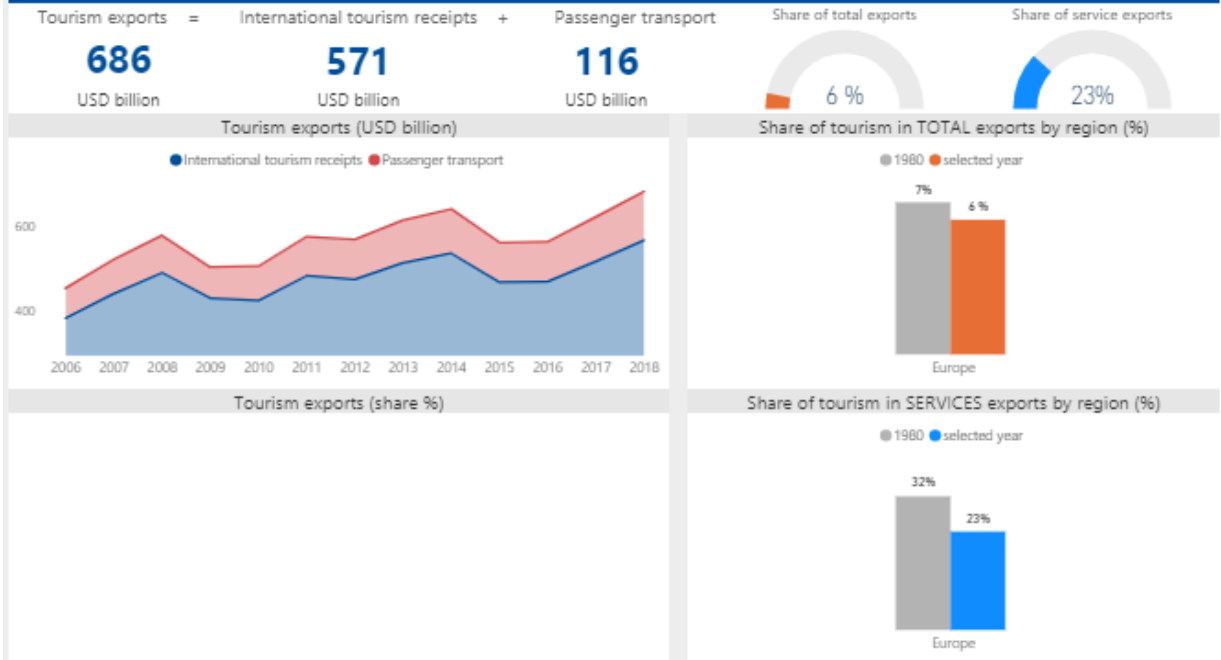 Tourism exports = International tourism receipts + Passenger transport
686 571 116
USD billion USD billion USD billion
Share of total exports
6 %
Share of service exports
23%
Tourism exports (USD billion)
International tourism receipts Passenger transport
600
400
2006 2007 2008 2009 2010 2011 2012 2013 2014 2015 2016 2017 2018
Share of tourism in TOTAL exports by region (%)
1980 selected year
7%
6 %
Europe
Tourism exports (share %)
Share of tourism in SERVICES exports by region (%)
1980 selected year
32%
23%
Europe